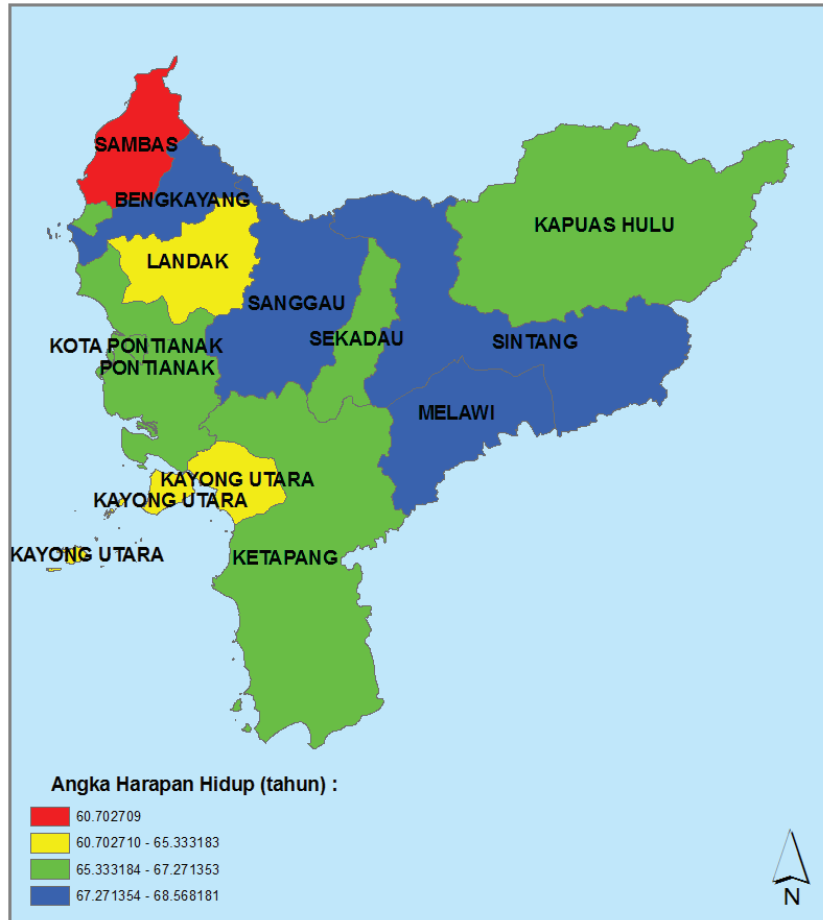 SAMBAS
BENGKAYANG
KAPUAS HULU
LANDAK
SANGGAU
KOTA PONTIANAK
SEKADAU
SINTANG
PONTIANAK
MELAWI
KAYONG UTARA
KAYONG UTARA
KAYONG UTARA
KETAPANG
Angka Harapan Hidup (tahun) :
60.702709
60.702710 - 65.333183
65.333184 - 67.271353
67.271354 - 68.568181
N